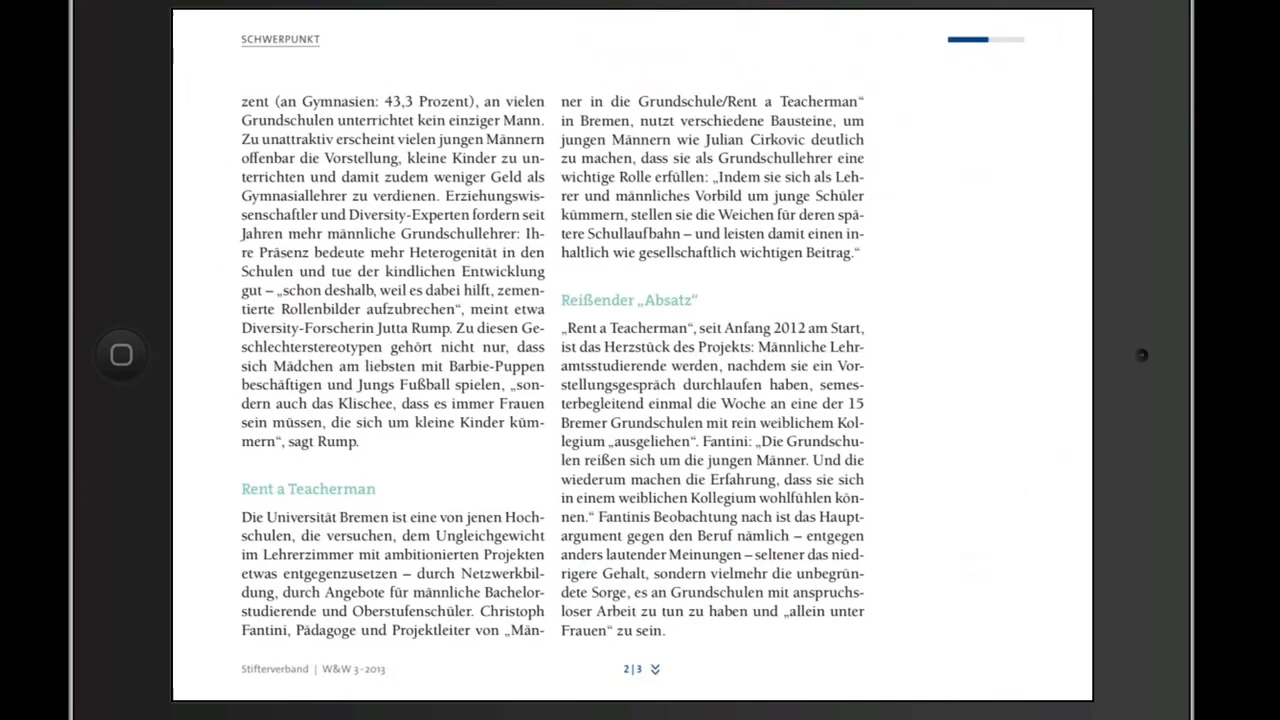 SCHWERPUNKT
zent (an Gymnasien: 43,3 Prozent), an vielen
Grundschulen unterrichtet kein einziger Mann.
Zu unattraktiv erscheint vielen jungen Männern
offenbar die Vorstellung, kleine Kinder zu un-
terrichten und damit zudem weniger Geld als
Gymnasiallehrer zu verdienen. Erziehungswis-
senschaftler und Diversity-Experten fordern seit
Jahren mehr männliche Grundschullehrer: Ih-
re Präsenz bedeute mehr Heterogenität in den
Schulen und tue der kindlichen Entwicklung
gut – „schon deshalb, weil es dabei hilft, zemen-
tierte Rollenbilder aufzubrechen“, meint etwa
Diversity-Forscherin Jutta Rump. Zu diesen Ge-
schlechterstereotypen gehört nicht nur, dass
sich Mädchen am liebsten mit Barbie-Puppen
beschäftigen und Jungs Fußball spielen, „son-
dern auch das Klischee, dass es immer Frauen
sein müssen, die sich um kleine Kinder küm-
mern“, sagt Rump.
Rent a Teacherman
Die Universität Bremen ist eine von jenen Hoch-
schulen, die versuchen, dem Ungleichgewicht
im Lehrerzimmer mit ambitionierten Projekten
etwas entgegenzusetzen – durch Netzwerkbil-
dung, durch Angebote für männliche Bachelor-
studierende und Oberstufenschüler. Christoph
Fantini, Pädagoge und Projektleiter von „Män-
ner in die Grundschule/Rent a Teacherman“
in Bremen, nutzt verschiedene Bausteine, um
jungen Männern wie Julian Cirkovic deutlich
zu machen, dass sie als Grundschullehrer eine
wichtige Rolle erfüllen: „Indem sie sich als Leh-
rer und männliches Vorbild um junge Schüler
kümmern, stellen sie die Weichen für deren spä-
tere Schullaufbahn – und leisten damit einen in-
haltlich wie gesellschaftlich wichtigen Beitrag.“
Reißender „Absatz“
„Rent a Teacherman“, seit Anfang 2012 am Start,
ist das Herzstück des Projekts: Männliche Lehr-
amtsstudierende werden, nachdem sie ein Vor-
stellungsgespräch durchlaufen haben, semes-
terbegleitend einmal die Woche an eine der 15
Bremer Grundschulen mit rein weiblichem Kol-
legium „ausgeliehen“. Fantini: „Die Grundschu-
len reißen sich um die jungen Männer. Und die
wiederum machen die Erfahrung, dass sie sich
in einem weiblichen Kollegium wohlfühlen kön-
nen.“ Fantinis Beobachtung nach ist das Haupt-
argument gegen den Beruf nämlich – entgegen
anders lautender Meinungen – seltener das nied-
rigere Gehalt, sondern vielmehr die unbegrün-
dete Sorge, es an Grundschulen mit anspruchs-
loser Arbeit zu tun zu haben und „allein unter
Frauen“ zu sein.
Stifterverband | W&W 3-2013
2|3